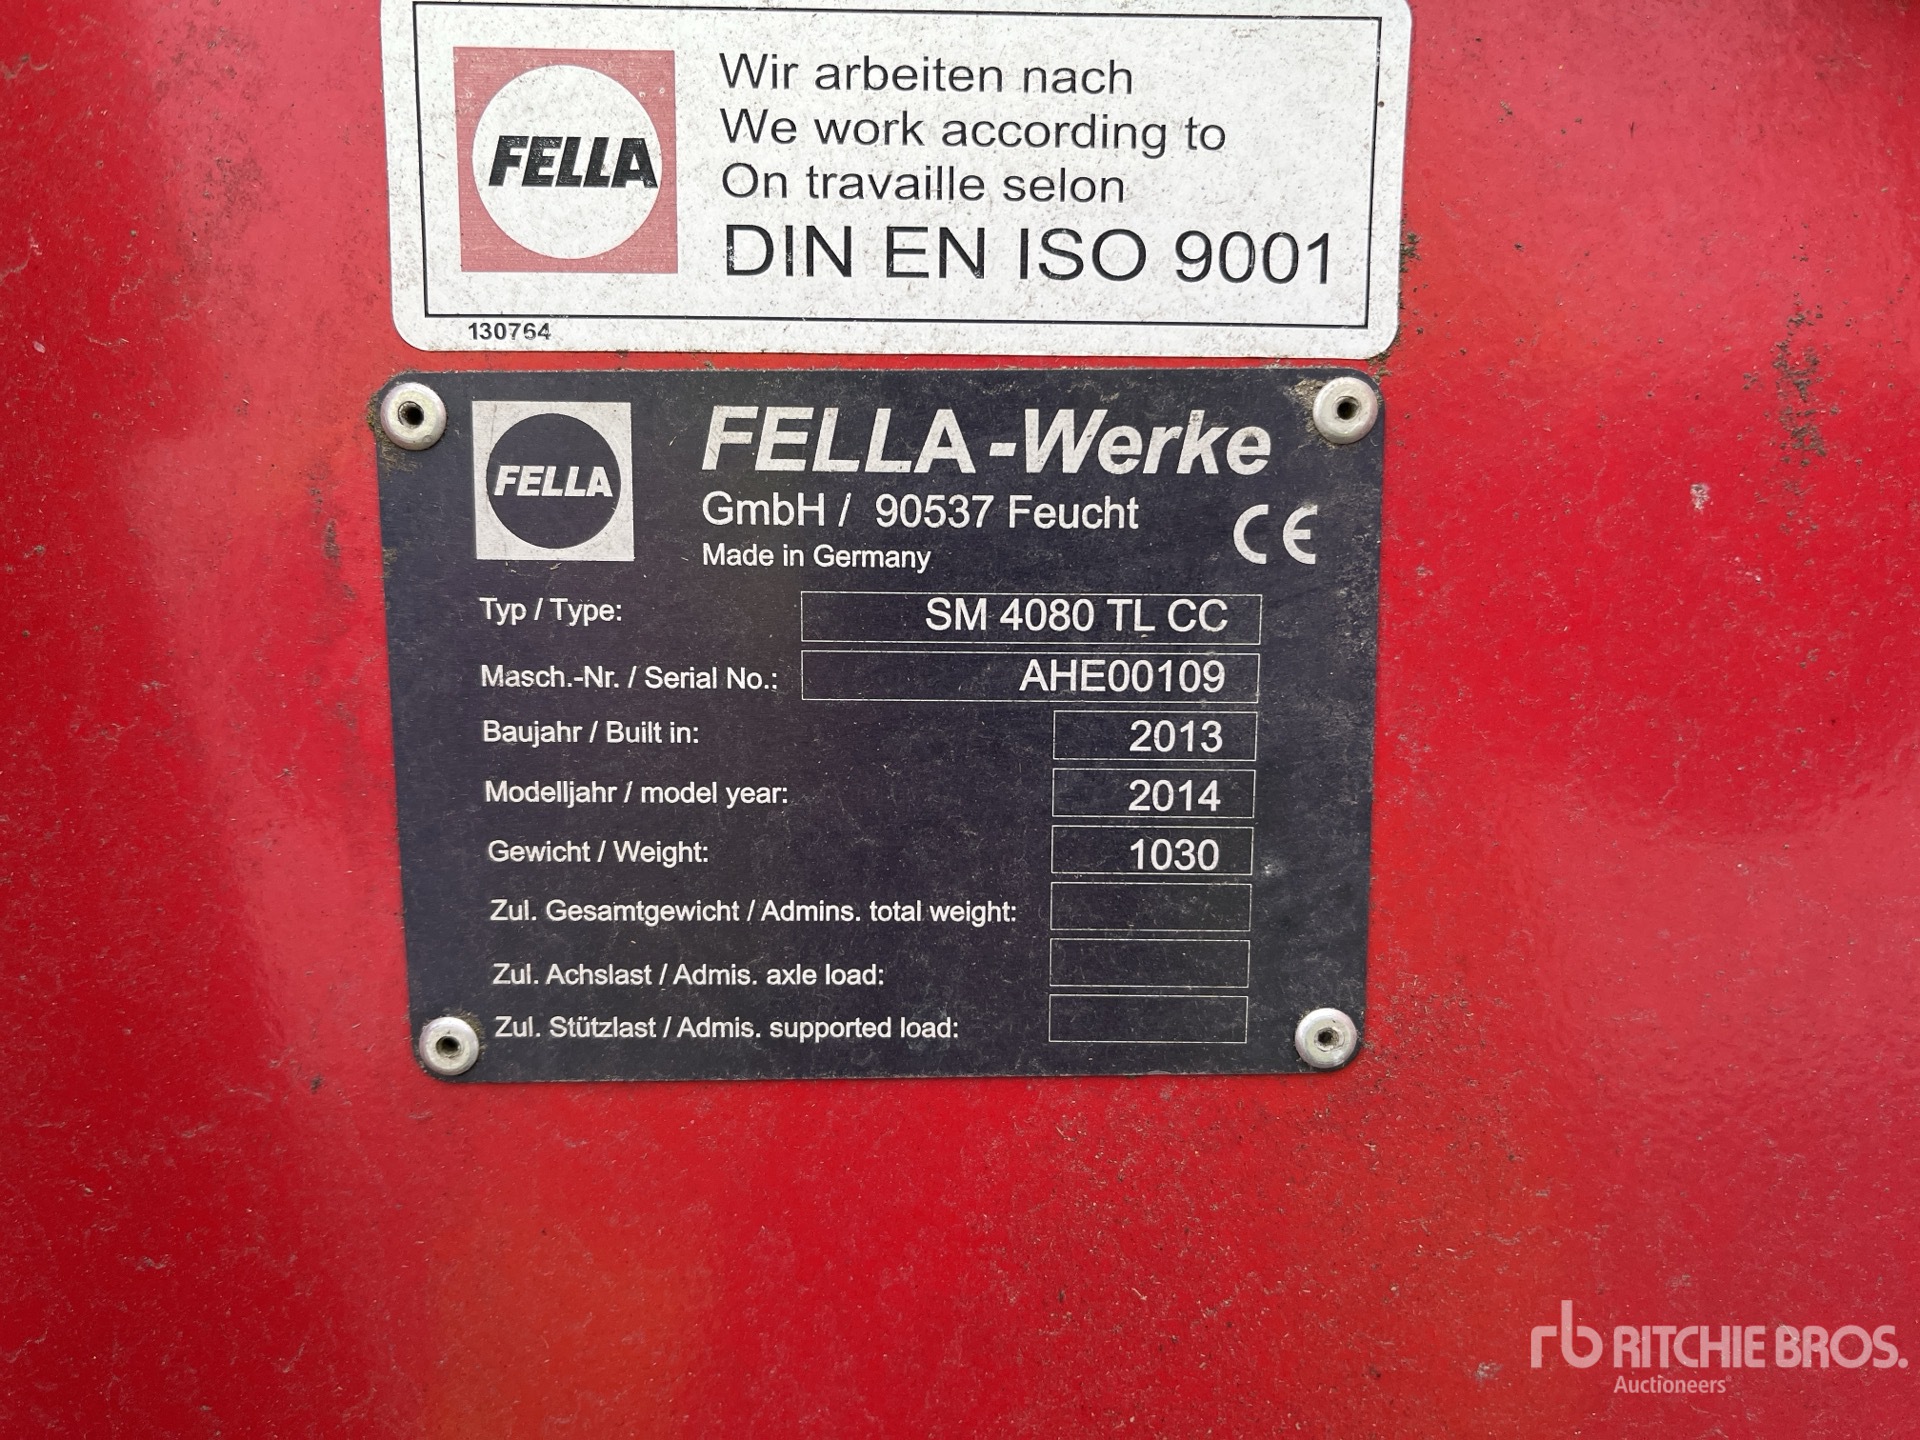 FELLA
Wir arbeiten nach
We work according to
On travaille selon
DIN EN ISO 9001
130764
FELLA
FELLA-Werke
GmbH / 90537 Feucht
Made in Germany
CE
Typ / Type: SM 4080 TL CC
Masch.-Nr. / Serial No.: AHE00109
Baujahr / Built in: 2013
Modelljahr / model year: 2014
Gewicht / Weight: 1030
Zul. Gesamtgewicht / Admins. total weight:
Zul. Achslast / Admis. axle load:
Zul. Stützlast / Admis. supported load:
rb RITCHIE BROS.
Auctioneers